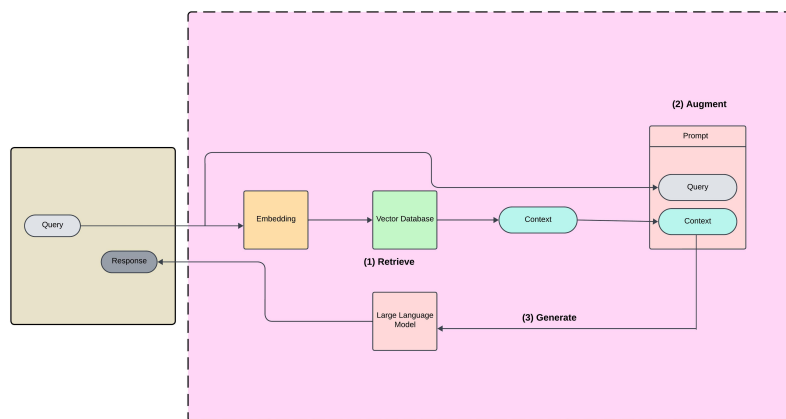 (2) Augment
Prompt
Query
Query
Embedding
Vector Database
Context
Context
Response
(1) Retrieve
Large Language
Model
(3) Generate